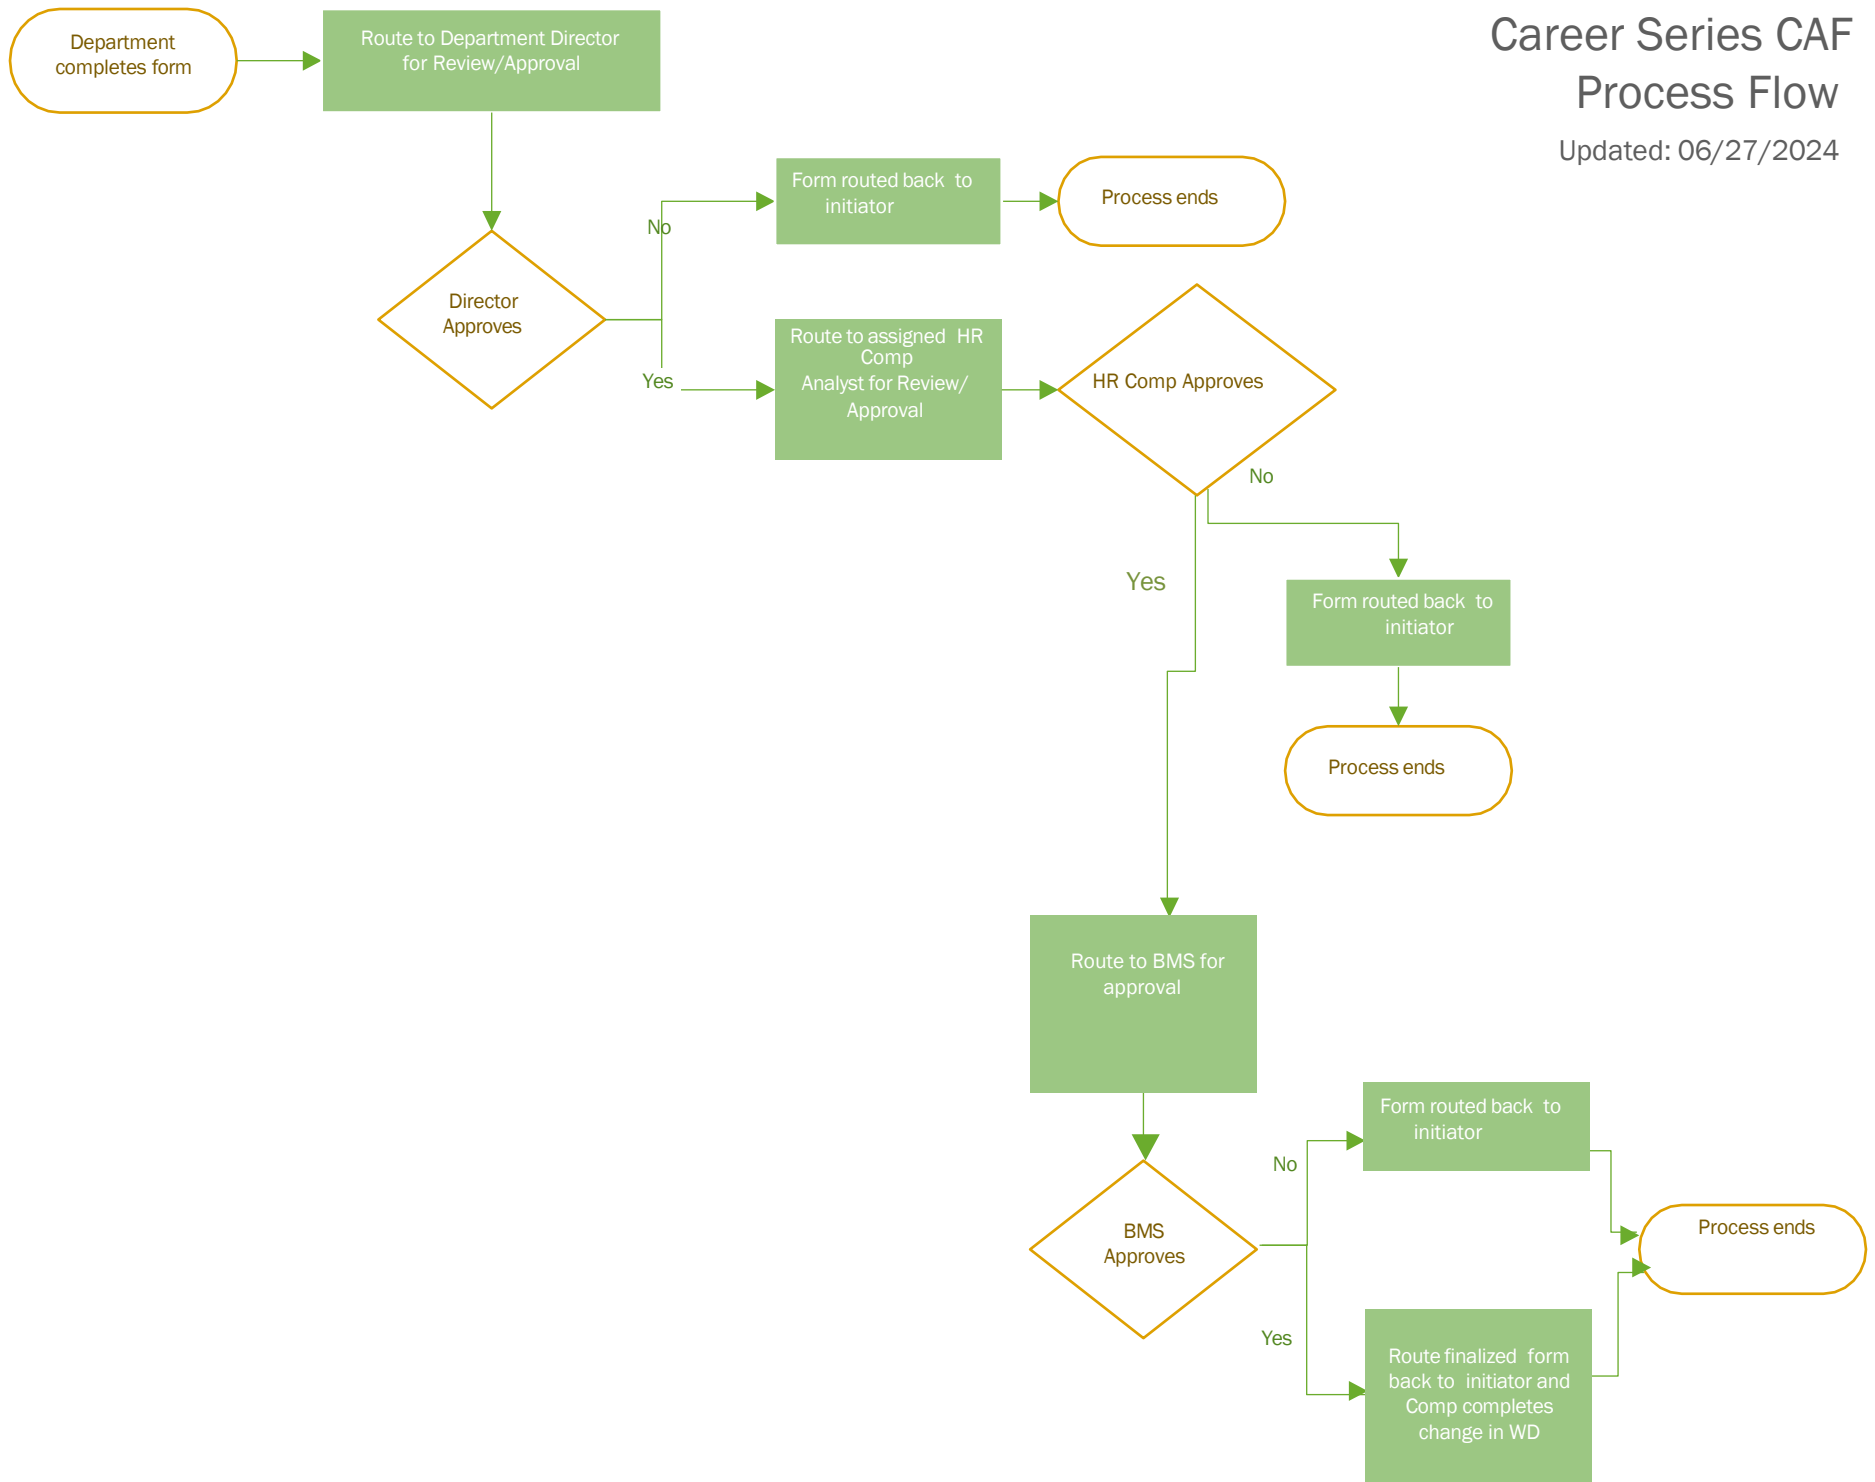 Career Series CAF
Process Flow
Updated: 06/27/2024
Department
completes form
Route to Department Director
for Review/Approval
Director
Approves
No
Form routed back to
initiator
Process ends
Yes
Route to assigned HR
Comp
Analyst for Review/
Approval
HR Comp Approves
No
Form routed back to
initiator
Process ends
Yes
Route to BMS for
approval
BMS
Approves
No
Form routed back to
initiator
Process ends
Yes
Route finalized form
back to initiator and
Comp completes
change in WD